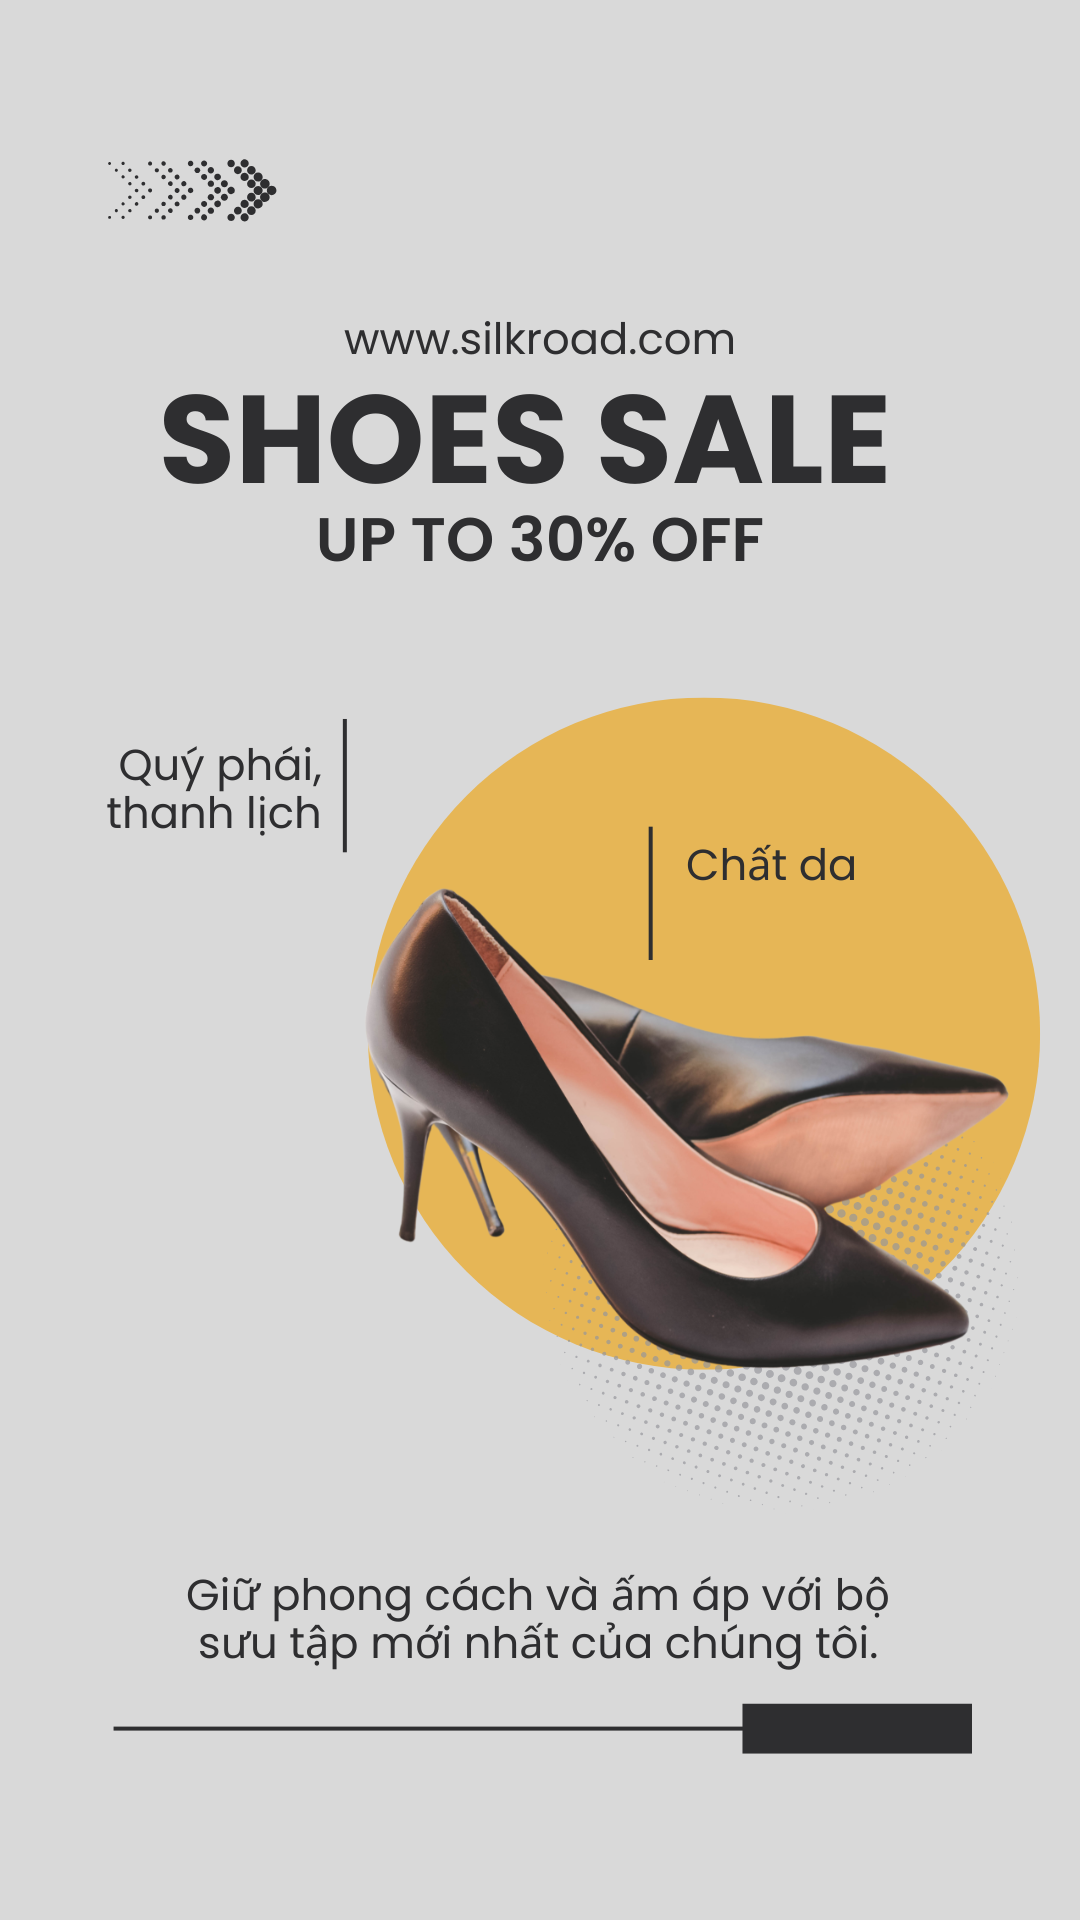 www.silkroad.com
SHOES SALE
UP TO 30% OFF
Quý phái,
thanh lịch
Chất da
Giữ phong cách và ấm áp với bộ
sưu tập mới nhất của chúng tôi.